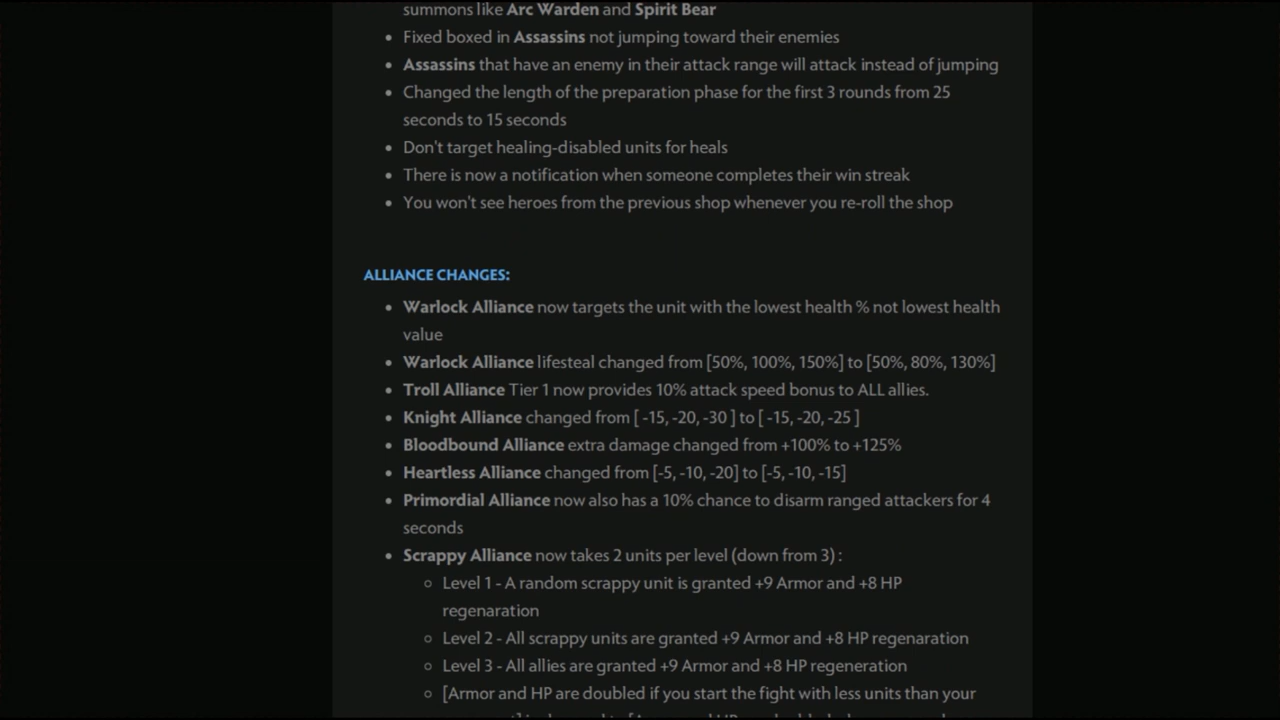 summons like Arc Warden and Spirit Bear
• Fixed boxed in Assassins not jumping toward their enemies
• Assassins that have an enemy in their attack range will attack instead of jumping
• Changed the length of the preparation phase for the first 3 rounds from 25
seconds to 15 seconds
• Don't target healing-disabled units for heals
• There is now a notification when someone completes their win streak
• You won't see heroes from the previous shop whenever you re-roll the shop
ALLIANCE CHANGES:
• Warlock Alliance now targets the unit with the lowest health % not lowest health
value
• Warlock Alliance lifesteal changed from [50%, 100%, 150%] to [50%, 80%, 130%]
• Troll Alliance Tier 1 now provides 10% attack speed bonus to ALL allies.
• Knight Alliance changed from [ -15, -20, -30 ] to [ -15, -20, -25 ]
• Bloodbound Alliance extra damage changed from +100% to +125%
• Heartless Alliance changed from [-5, -10, -20] to [-5, -10, -15]
• Primordial Alliance now also has a 10% chance to disarm ranged attackers for 4
seconds
• Scrappy Alliance now takes 2 units per level (down from 3) :
◦ Level 1 - A random scrappy unit is granted +9 Armor and +8 HP
regenaration
◦ Level 2 - All scrappy units are granted +9 Armor and +8 HP regenaration
◦ Level 3 - All allies are granted +9 Armor and +8 HP regeneration
◦ [Armor and HP are doubled if you start the fight with less units than your